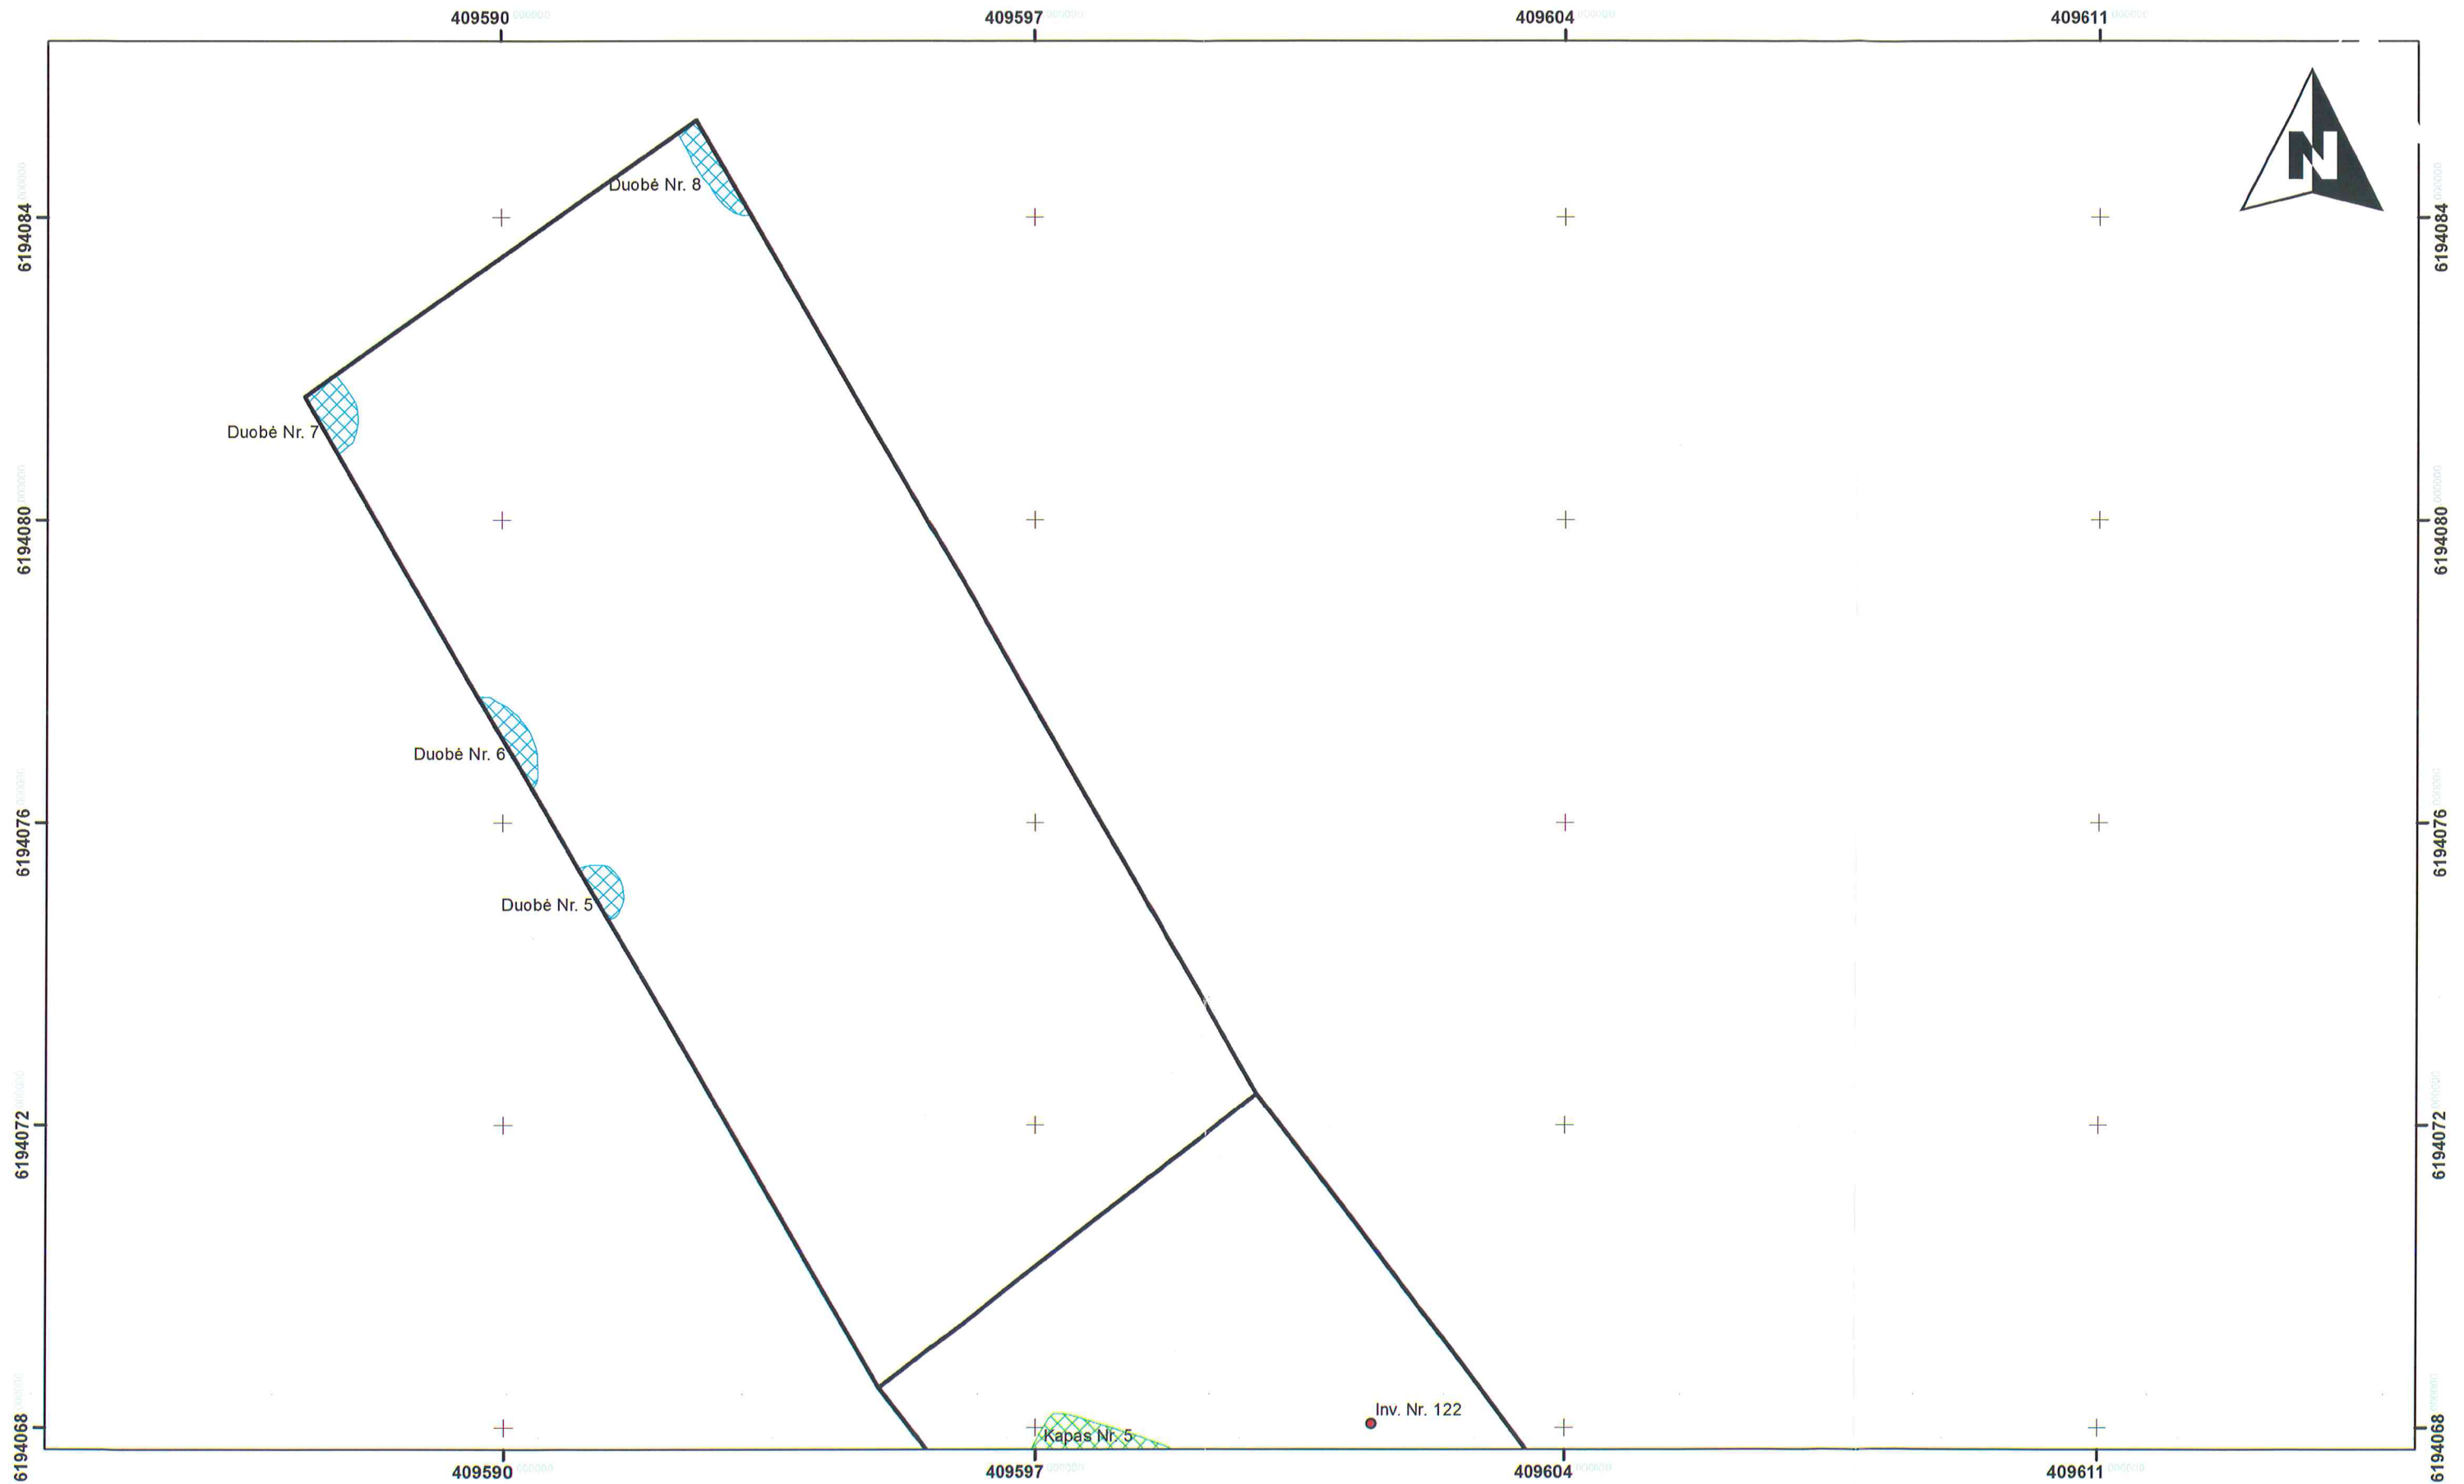 409590 409597 409604 409611
N
Duobė Nr. 8
6194084 6194084
Duobė Nr. 7
6194080 6194080
Duobė Nr. 6
6194076 6194076
Duobė Nr. 5
6194072 6194072
Inv. Nr. 122
Kapas Nr. 5
6194068 6194068
409590 409597 409604 409611